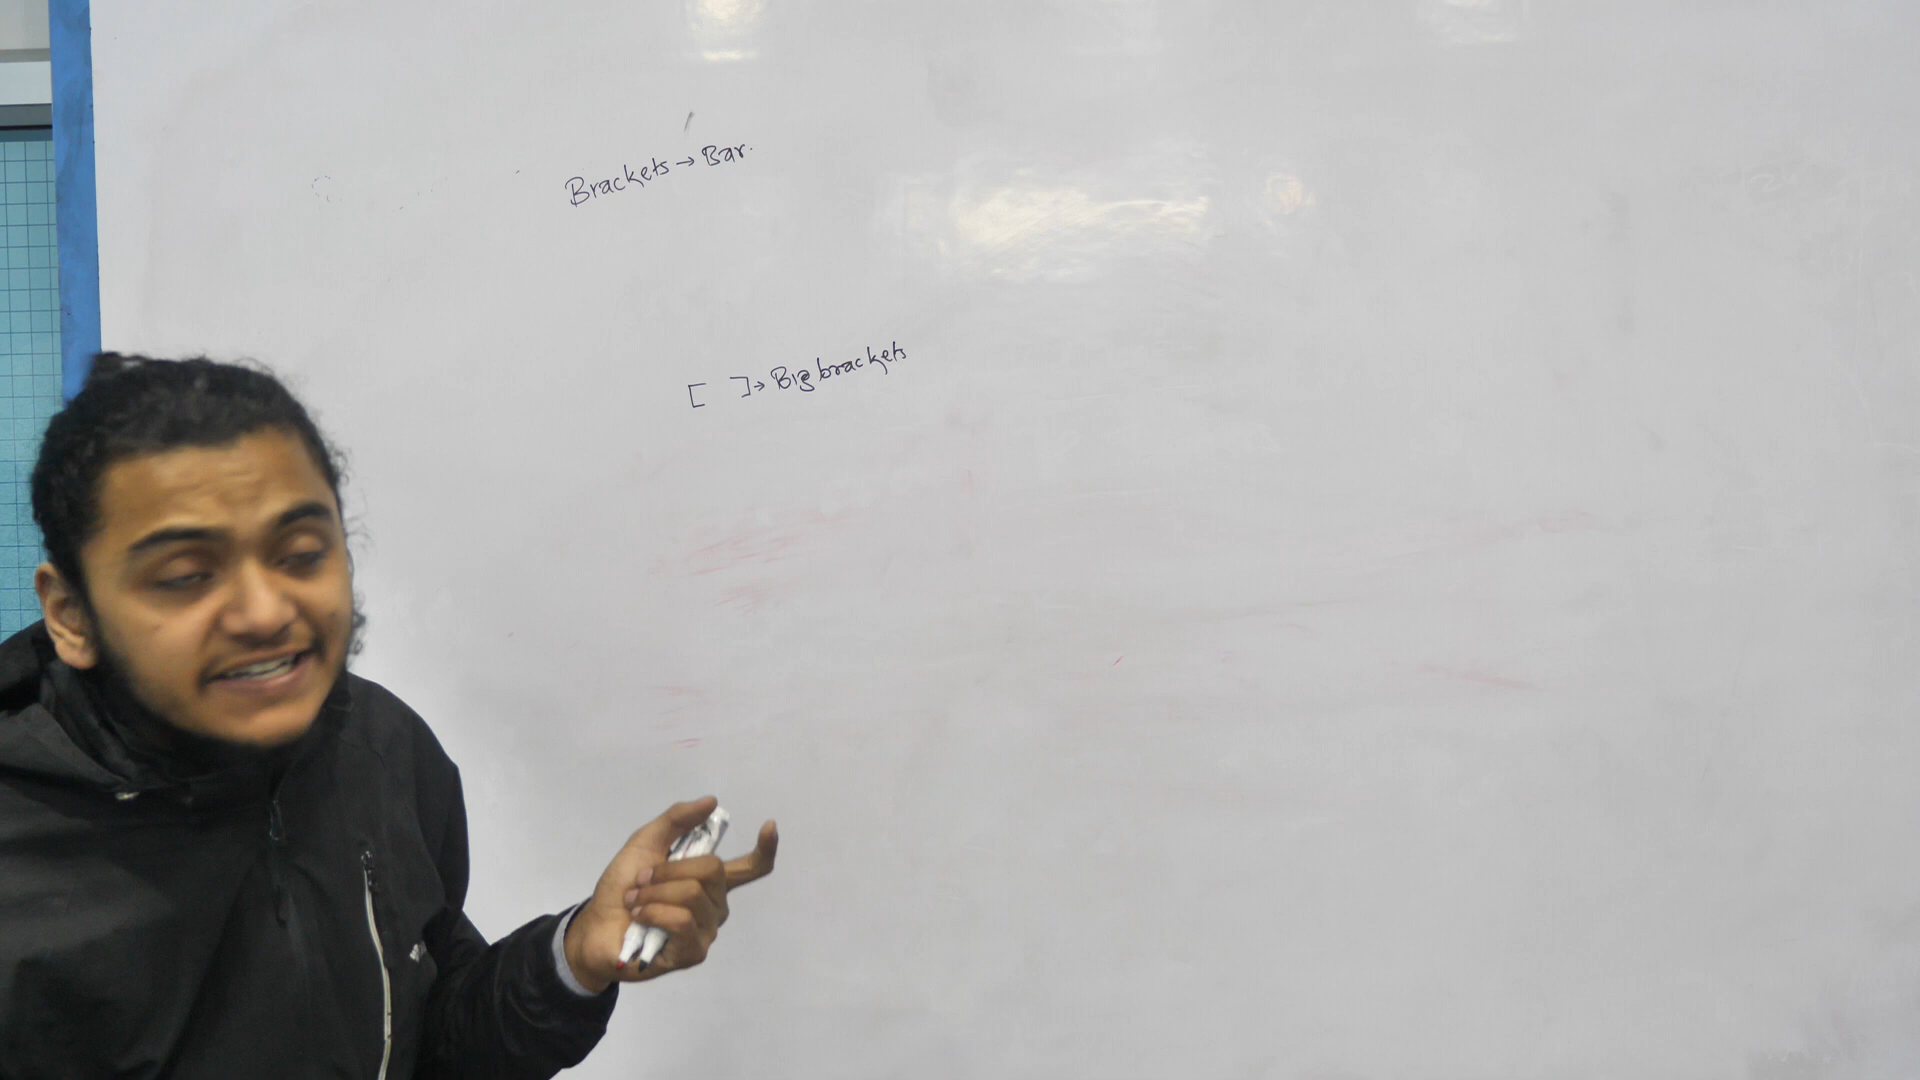 Brackets → Bar.
[ ] → Big brackets